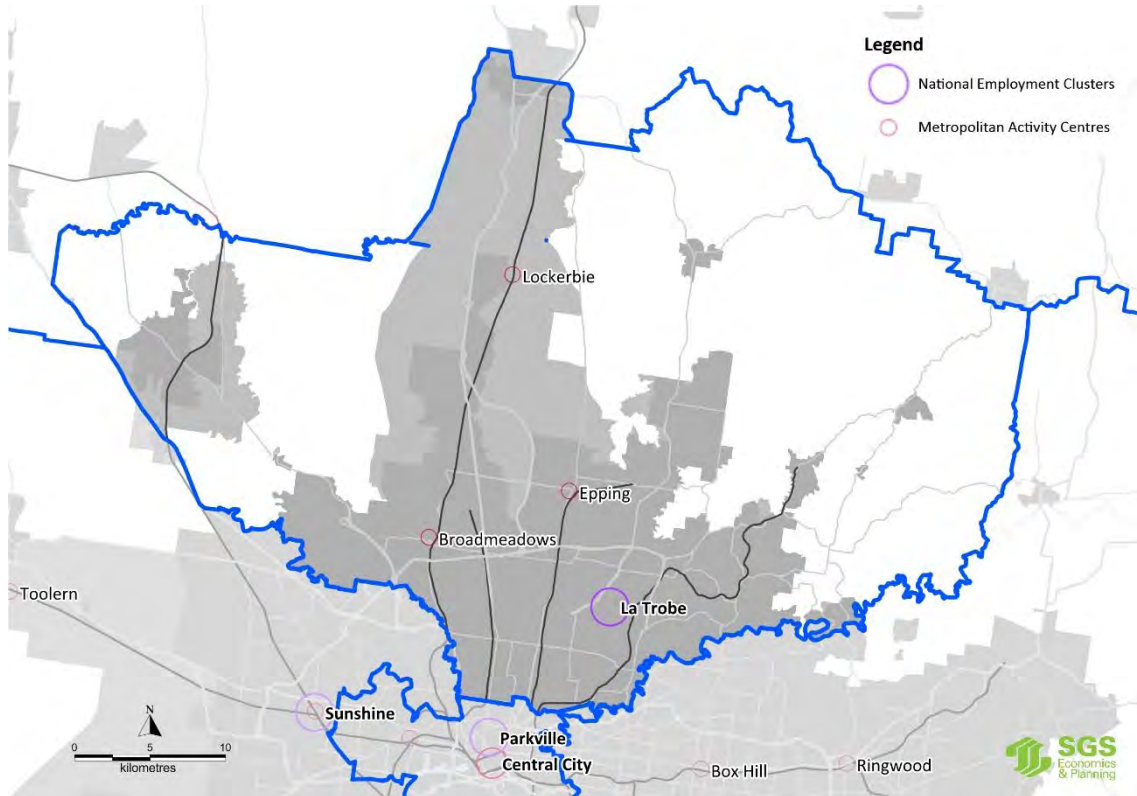 Legend
National Employment Clusters
Metropolitan Activity Centres
Lockerbie
Epping
Broadmeadows
La Trobe
Toolern
Sunshine
Parkville
Central City
Box Hill
Ringwood
N
0 5 10
kilometres
SGS
Economics
& Planning